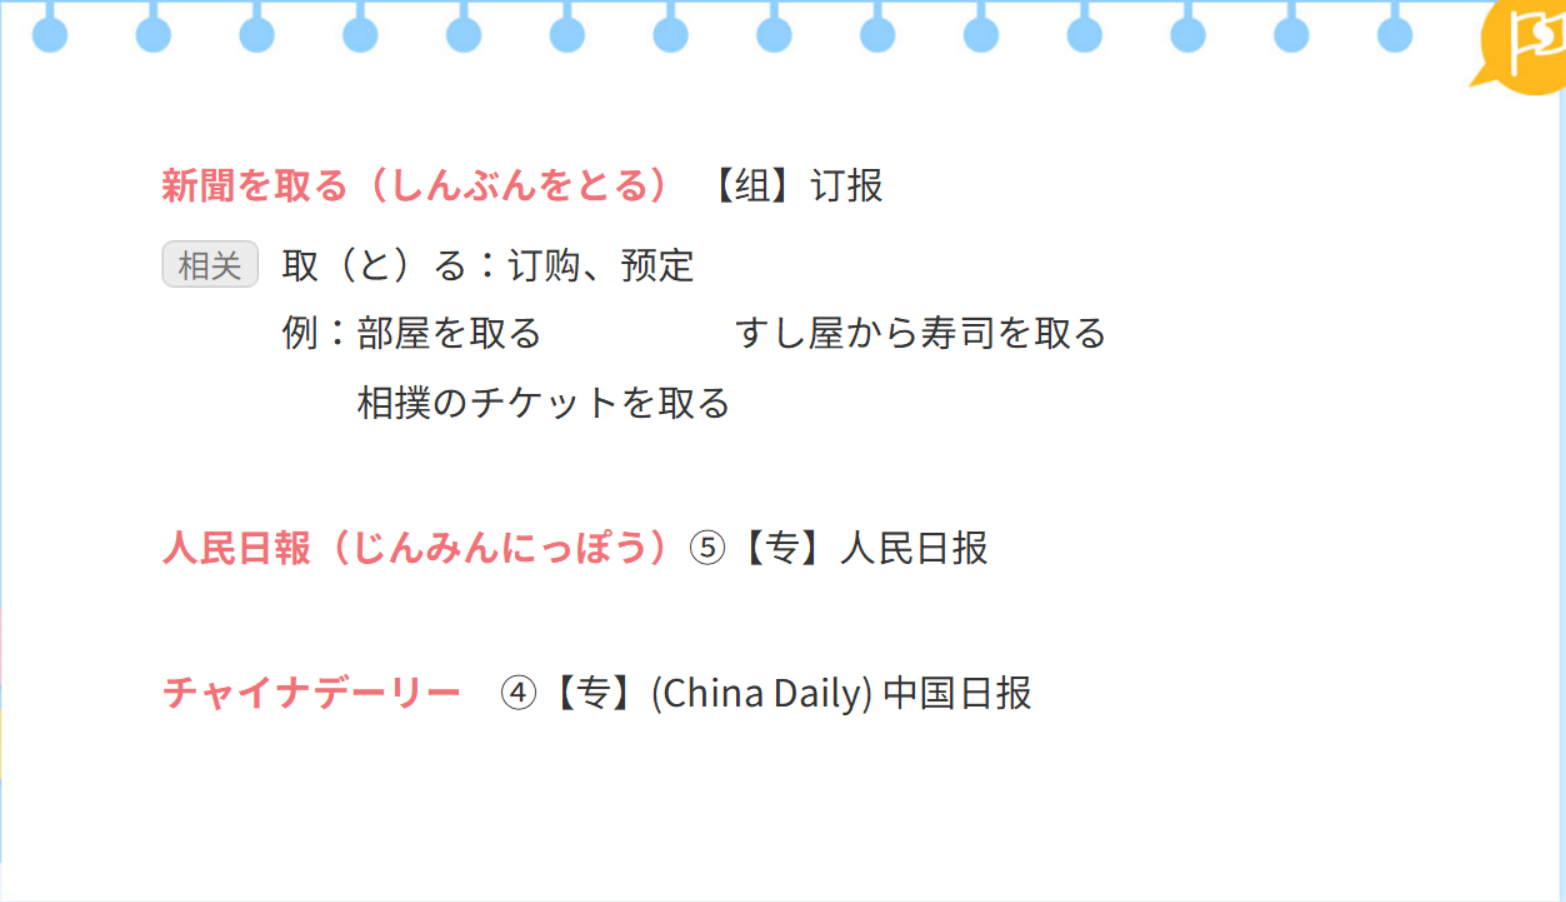 新聞を取る（しんぶんをとる） 【组】订报
相关 取（と）る：订购、预定
例：部屋を取る すし屋から寿司を取る
相撲のチケットを取る
人民日報（じんみんにっぽう）⑤【专】人民日报
チャイナデーリー ④【专】(China Daily) 中国日报